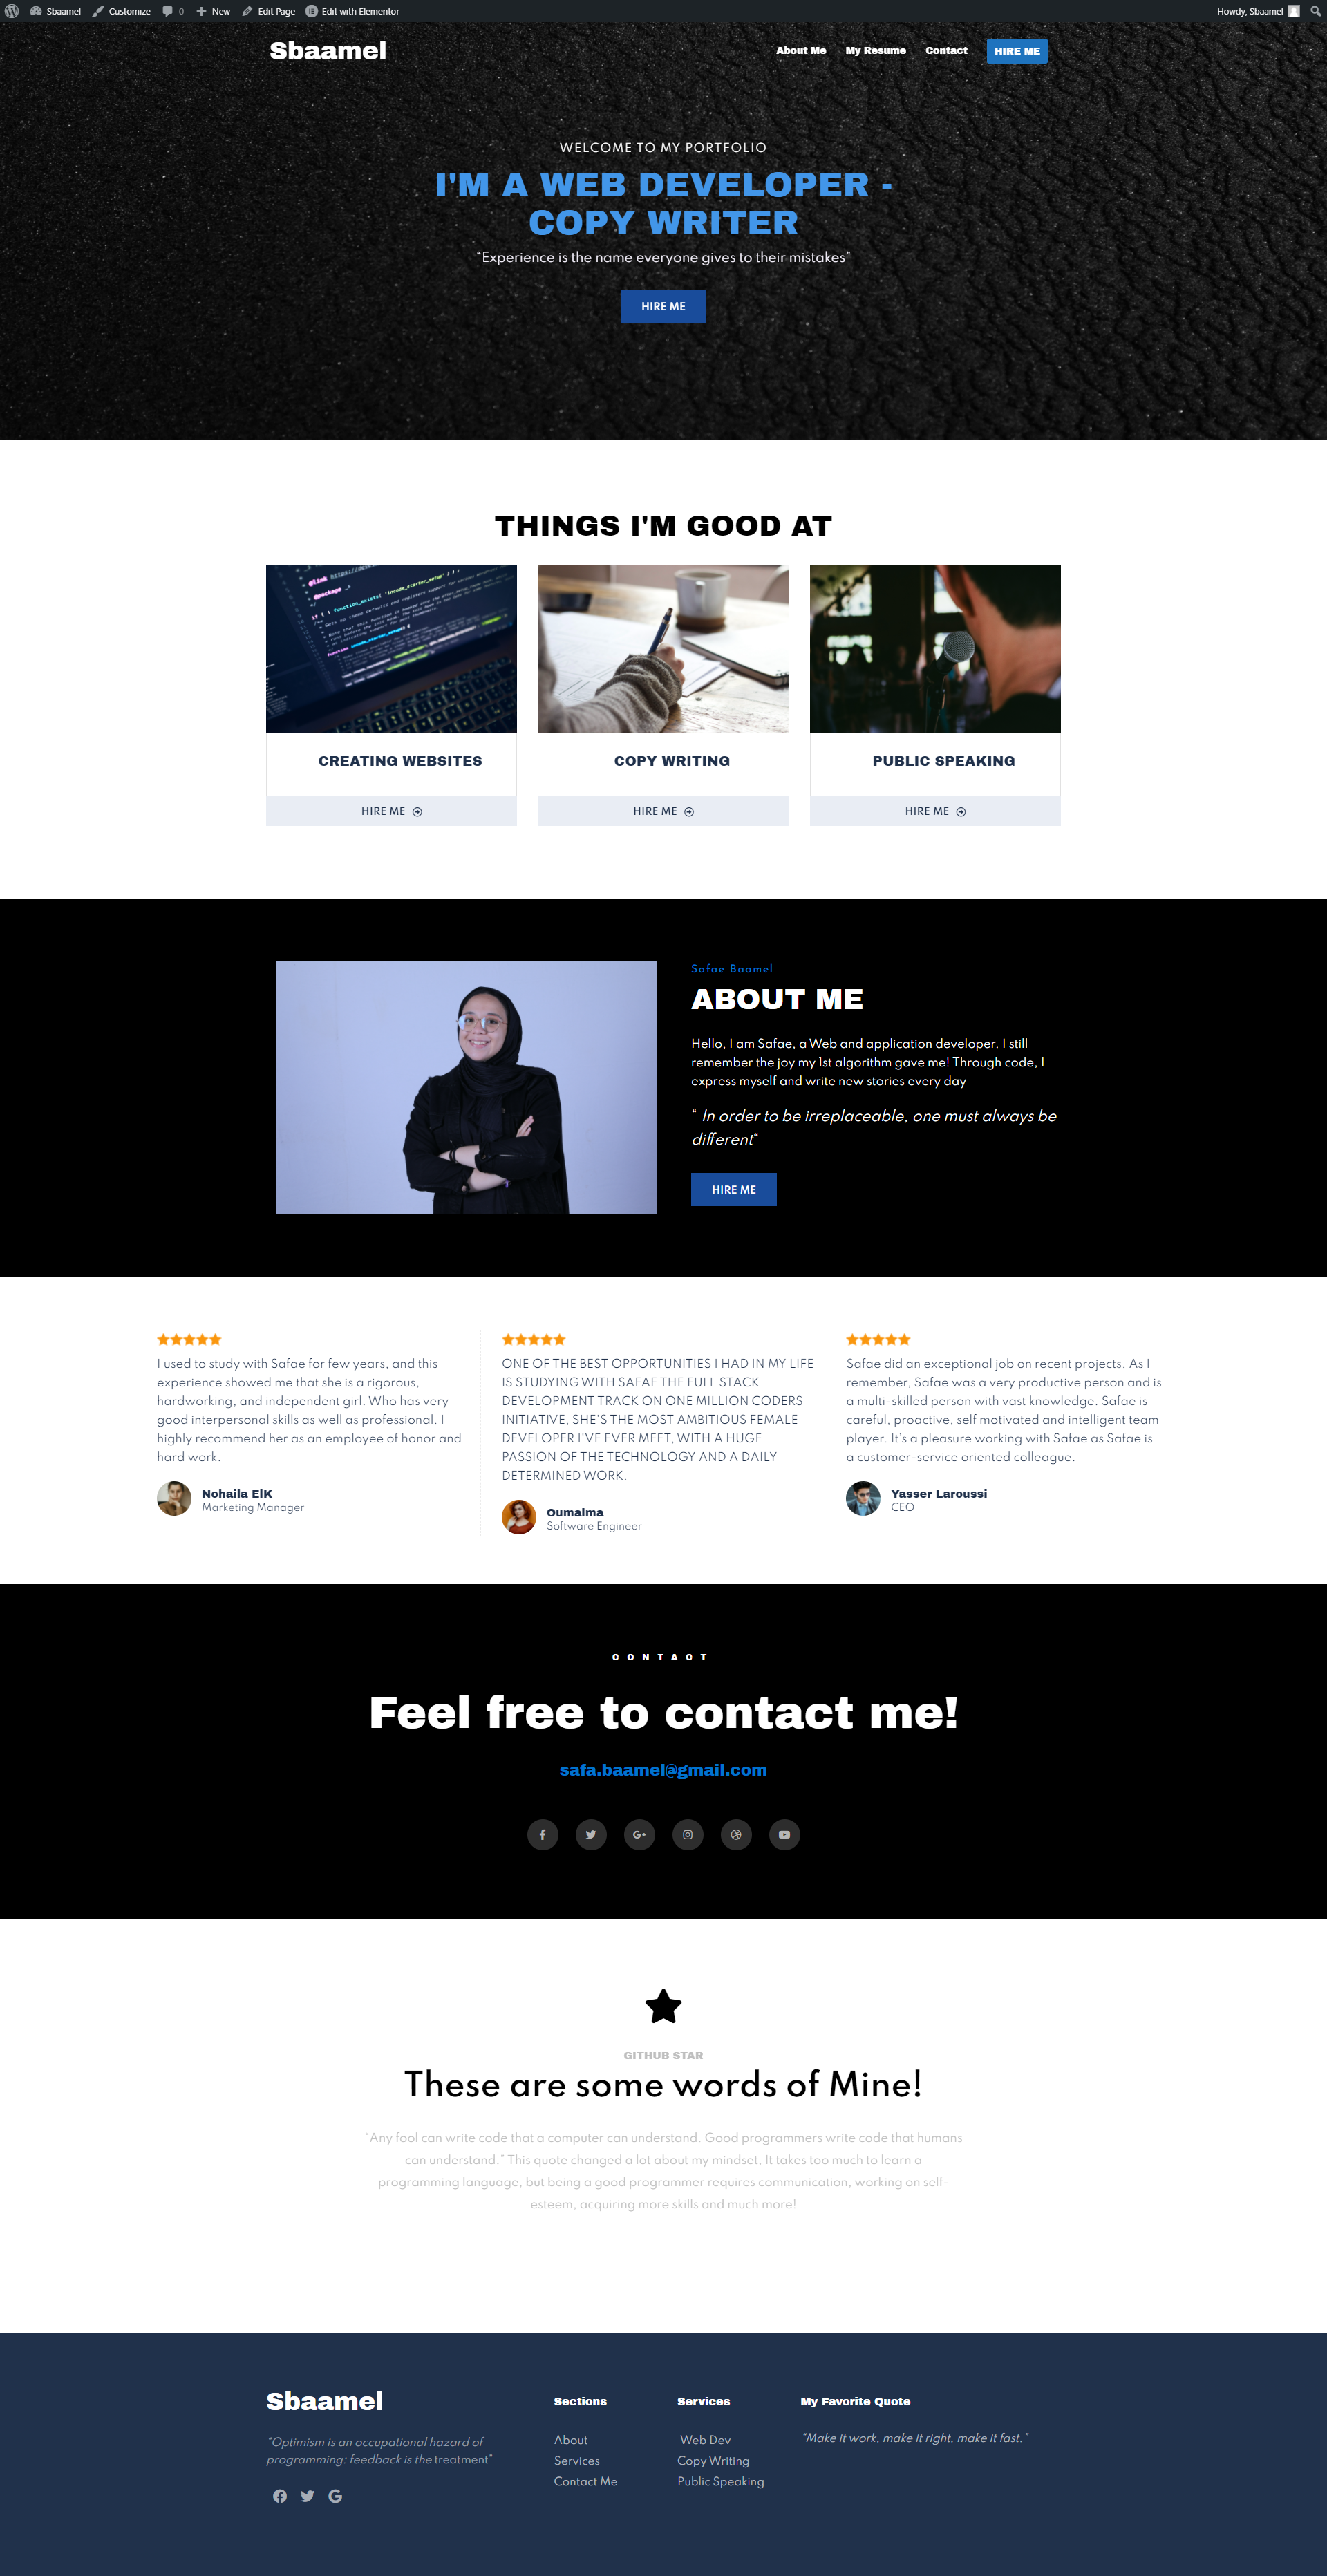 Sbaamel
Customize
0
New
Edit Page
Edit with Elementor
Howdy, Sbaamel
Sbaamel
About Me
My Resume
Contact
HIRE ME
WELCOME TO MY PORTFOLIO
I'M A WEB DEVELOPER -
COPY WRITER
"Experience is the name everyone gives to their mistakes"
HIRE ME
THINGS I'M GOOD AT
CREATING WEBSITES
HIRE ME
COPY WRITING
HIRE ME
PUBLIC SPEAKING
HIRE ME
Safae Baamel
ABOUT ME
Hello, I am Safae, a Web and application developer. I still
remember the joy my 1st algorithm gave me! Through code, I
express myself and write new stories every day
“ In order to be irreplaceable, one must always be
different“
HIRE ME
I used to study with Safae for few years, and this
experience showed me that she is a rigorous,
hardworking, and independent girl. Who has very
good interpersonal skills as well as professional. I
highly recommend her as an employee of honor and
hard work.
Nohaila ElK
Marketing Manager
ONE OF THE BEST OPPORTUNITIES I HAD IN MY LIFE
IS STUDYING WITH SAFAE THE FULL STACK
DEVELOPMENT TRACK ON ONE MILLION CODERS
INITIATIVE, SHE'S THE MOST AMBITIOUS FEMALE
DEVELOPER I'VE EVER MEET, WITH A HUGE
PASSION OF THE TECHNOLOGY AND A DAILY
DETERMINED WORK.
Oumaima
Software Engineer
Safae did an exceptional job on recent projects. As I
remember, Safae was a very productive person and is
a multi-skilled person with vast knowledge. Safae is
careful, proactive, self motivated and intelligent team
player. It's a pleasure working with Safae as Safae is
a customer-service oriented colleague.
Yasser Laroussi
CEO
CONTACT
Feel free to contact me!
safa.baamel@gmail.com
GITHUB STAR
These are some words of Mine!
"Any fool can write code that a computer can understand. Good programmers write code that humans
can understand." This quote changed a lot about my mindset, It takes too much to learn a
programming language, but being a good programmer requires communication, working on self-
esteem, acquiring more skills and much more!
Sbaamel
"Optimism is an occupational hazard of
programming: feedback is the treatment"
Sections
About
Services
Contact Me
Services
Web Dev
Copy Writing
Public Speaking
My Favorite Quote
"Make it work, make it right, make it fast."